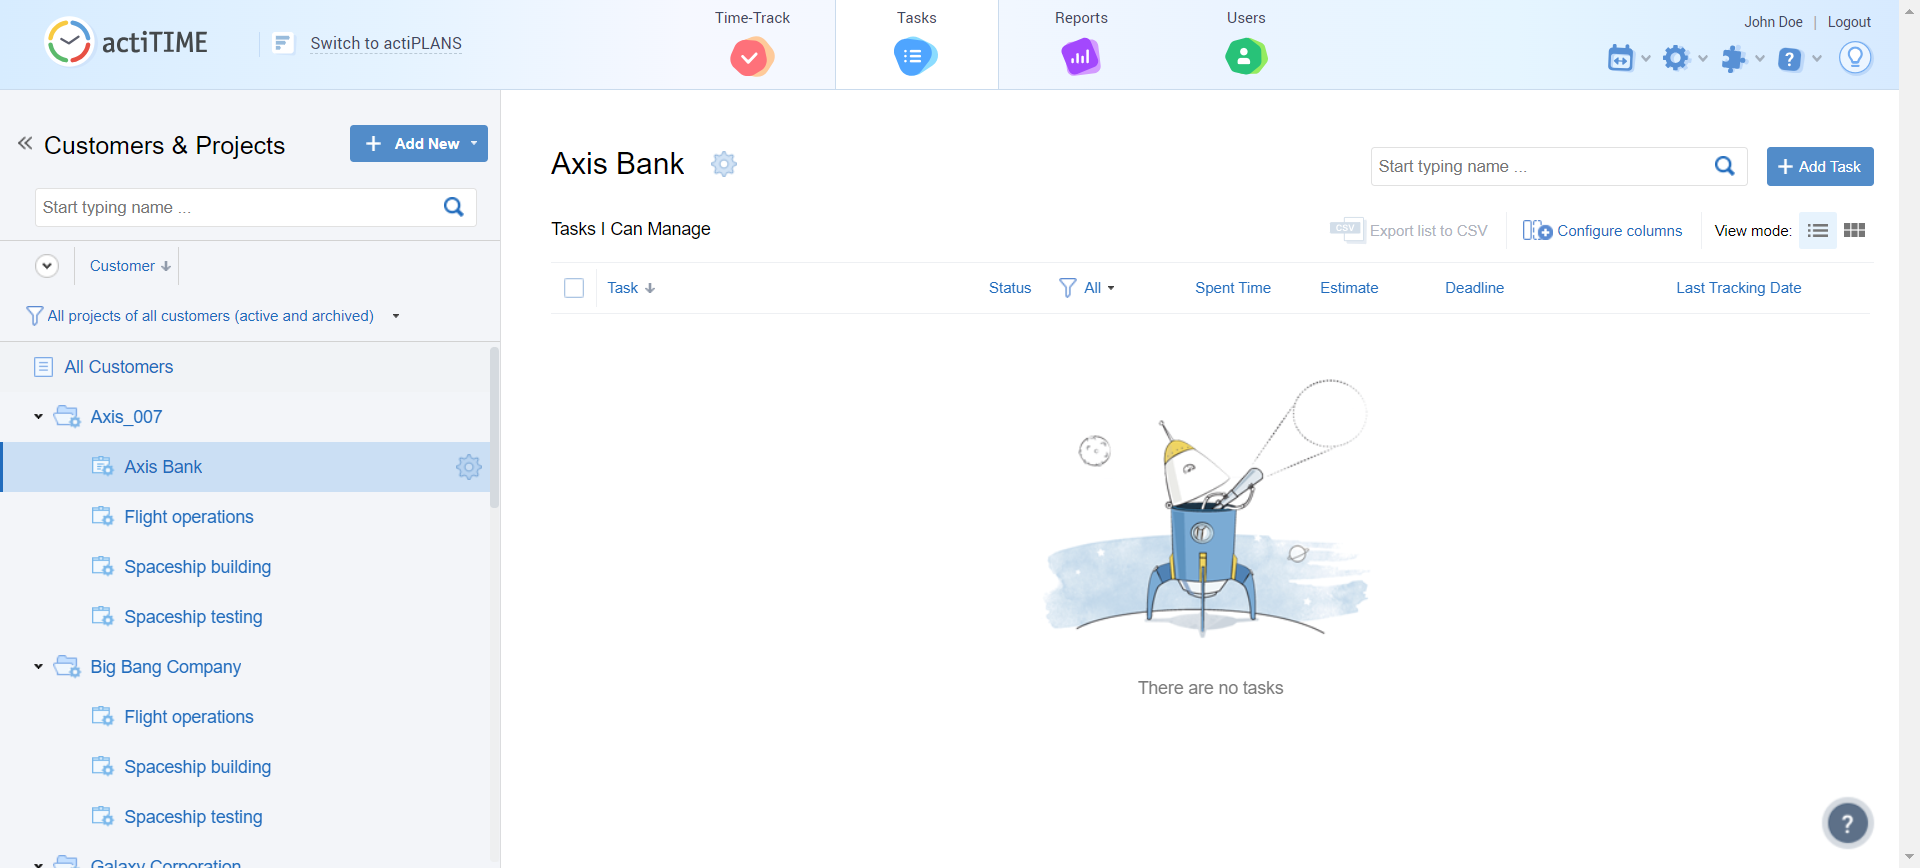 actiTIME
Switch to actiPLANS
Time-Track
Tasks
Reports
Users
John Doe | Logout
Customers & Projects
Add New
Start typing name ...
Customer
All projects of all customers (active and archived)
All Customers
Axis_007
Axis Bank
Flight operations
Spaceship building
Spaceship testing
Big Bang Company
Flight operations
Spaceship building
Spaceship testing
Galaxy Corporation
Axis Bank
Start typing name ...
Add Task
Tasks I Can Manage
CSV Export list to CSV
Configure columns
View mode:
Task
Status
All
Spent Time
Estimate
Deadline
Last Tracking Date
There are no tasks
?